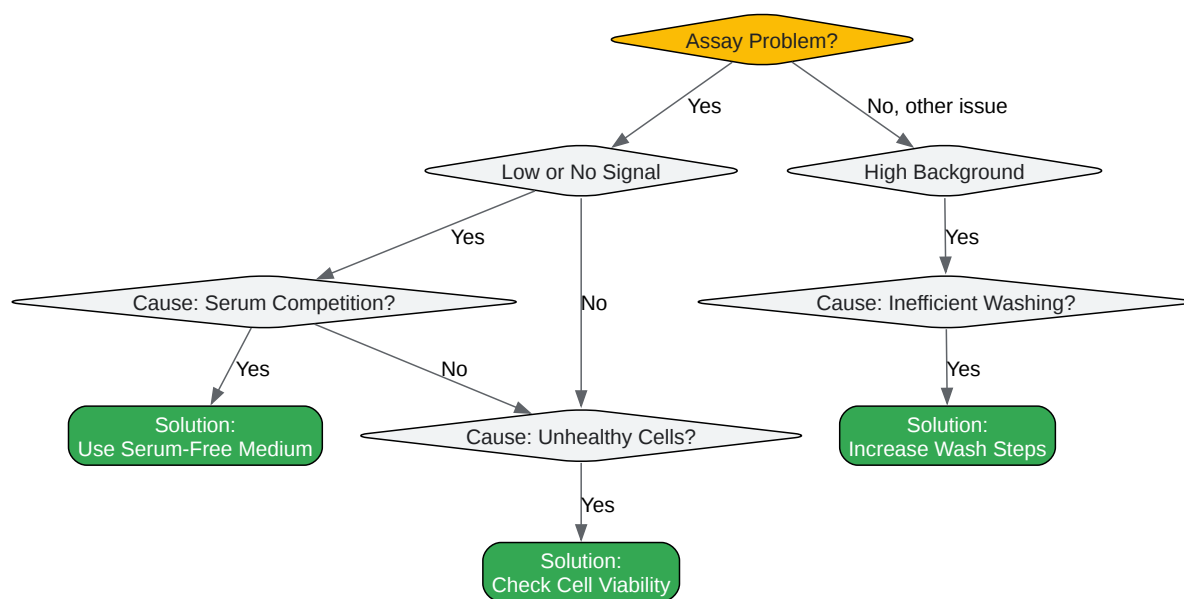 Assay Problem?
Yes
No, other issue
Low or No Signal
High Background
Yes
Yes
Cause: Serum Competition?
No
Cause: Inefficient Washing?
Yes
No
Yes
Solution:
Use Serum-Free Medium
Cause: Unhealthy Cells?
Solution:
Increase Wash Steps
Yes
Solution:
Check Cell Viability